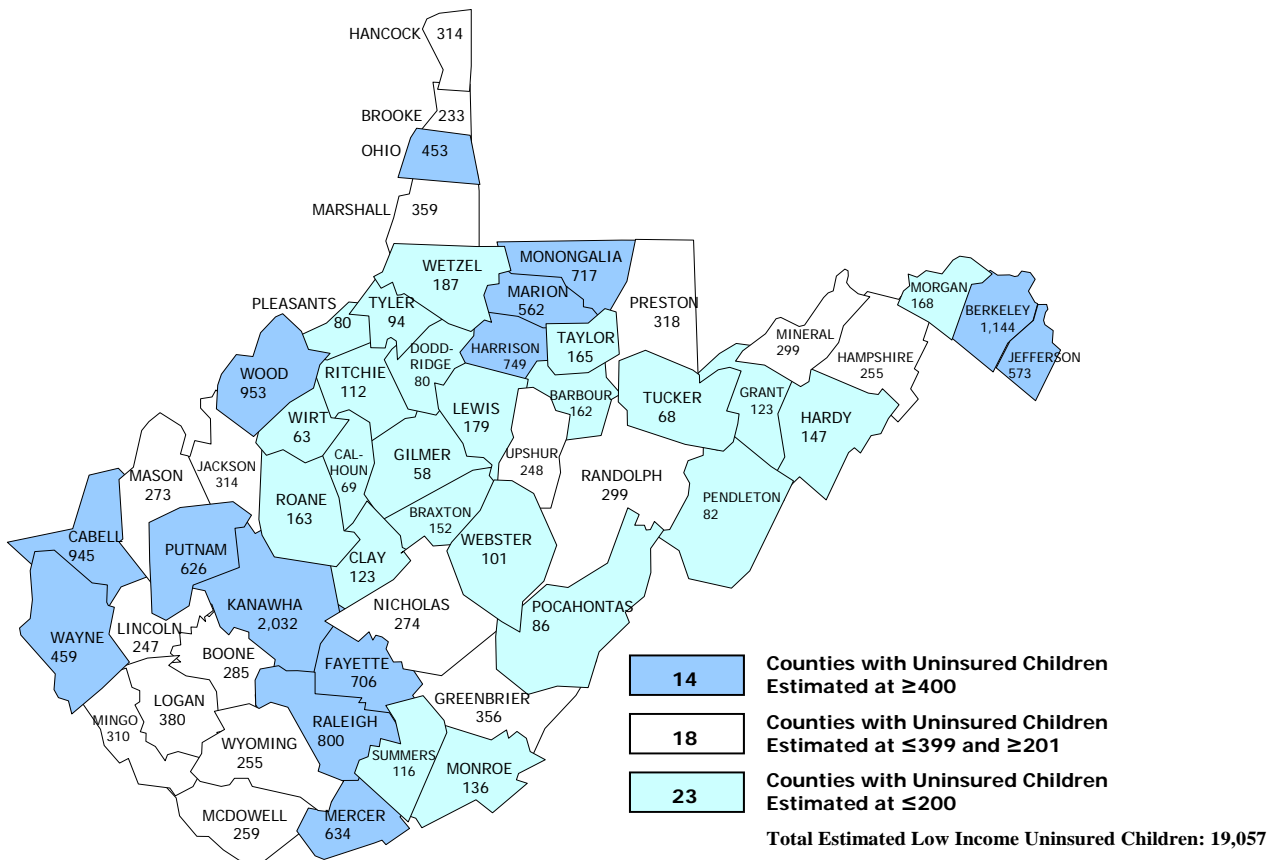 HANCOCK 314
BROOKE 233
OHIO 453
MARSHALL 359
WETZEL
187
MONONGALIA
717
MARION
562
PRESTON
318
PLEASANTS
80
TYLER
94
DODD-
RIDGE
80
HARRISON
749
TAYLOR
165
MINERAL
299
HAMPSHIRE
255
MORGAN
168
BERKELEY
1,144
JEFFERSON
573
WOOD
953
RITCHIE
112
WIRT
63
LEWIS
179
BARBOUR
162
TUCKER
68
GRANT
123
HARDY
147
MASON
273
JACKSON
314
CAL-
HOUN
69
GILMER
58
UPSHUR
248
RANDOLPH
299
PENDLETON
82
ROANE
163
BRAXTON
152
WEBSTER
101
CABELL
945
PUTNAM
626
CLAY
123
KANAWHA
2,032
NICHOLAS
274
POCAHONTAS
86
WAYNE
459
LINCOLN
247
BOONE
285
FAYETTE
706
GREENBRIER
356
LOGAN
380
MINGO
310
WYOMING
255
RALEIGH
800
SUMMERS
116
MONROE
136
MCDOWELL
259
MERCER
634
14 Counties with Uninsured Children
Estimated at ≥400
18 Counties with Uninsured Children
Estimated at ≤399 and ≥201
23 Counties with Uninsured Children
Estimated at ≤200
Total Estimated Low Income Uninsured Children: 19,057